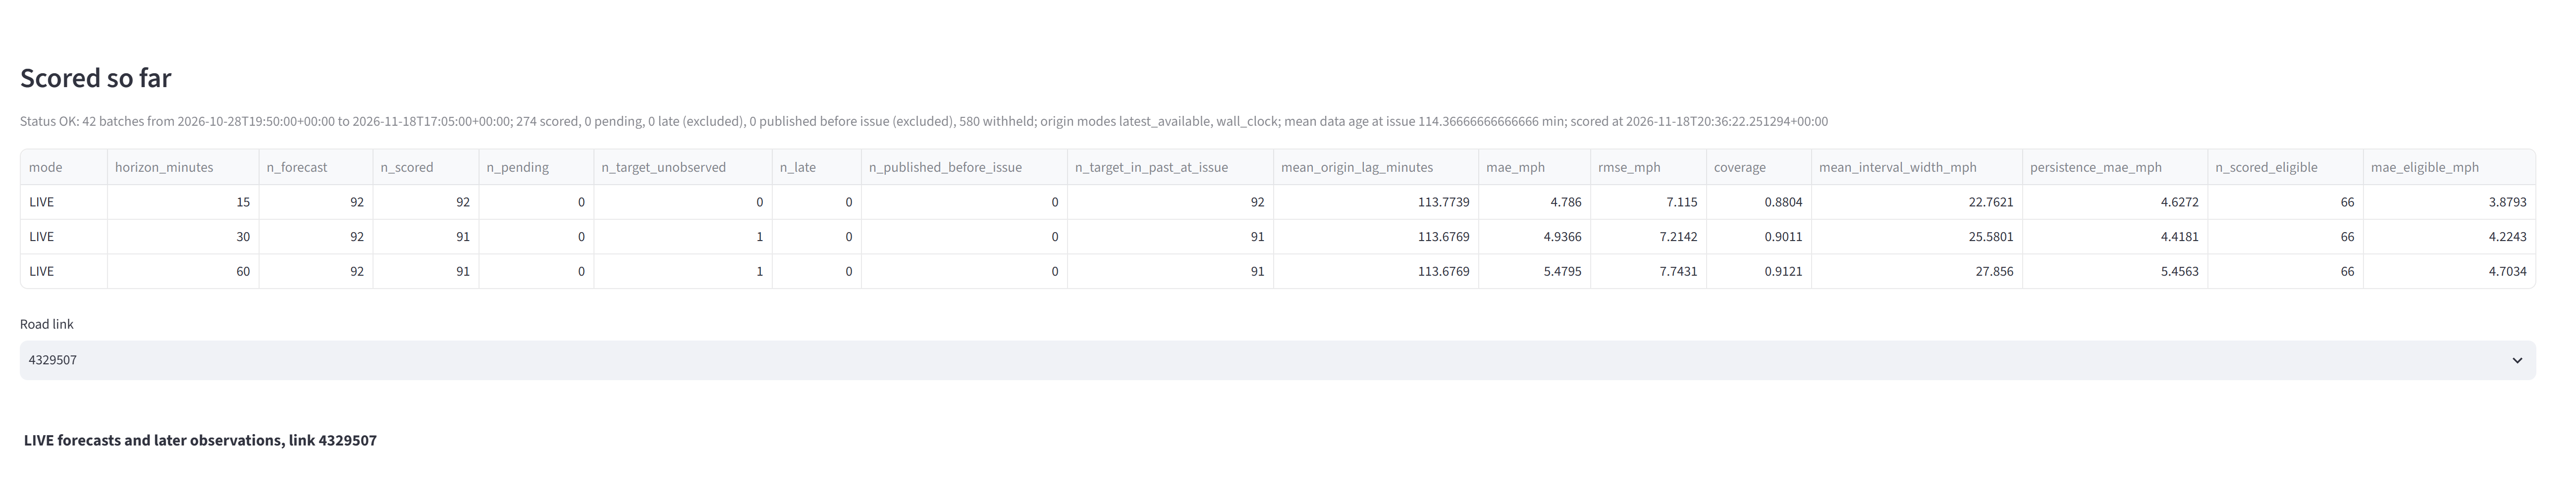 Scored so far
Status OK: 42 batches from 2026-10-28T19:50:00+00:00 to 2026-11-18T17:05:00+00:00; 274 scored, 0 pending, 0 late (excluded), 0 published before issue (excluded), 580 withheld; origin modes latest_available, wall_clock; mean data age at issue 114.36666666666666 min; scored at 2026-11-18T20:36:22.251294+00:00
mode horizon_minutes n_forecast n_scored n_pending n_target_unobserved n_late n_published_before_issue n_target_in_past_at_issue mean_origin_lag_minutes mae_mph rmse_mph coverage mean_interval_width_mph persistence_mae_mph n_scored_eligible mae_eligible_mph
LIVE 15 92 92 0 0 0 0 92 113.7739 4.786 7.115 0.8804 22.7621 4.6272 66 3.8793
LIVE 30 92 91 0 1 0 0 91 113.6769 4.9366 7.2142 0.9011 25.5801 4.4181 66 4.2243
LIVE 60 92 91 0 1 0 0 91 113.6769 5.4795 7.7431 0.9121 27.856 5.4563 66 4.7034
Road link
4329507
LIVE forecasts and later observations, link 4329507